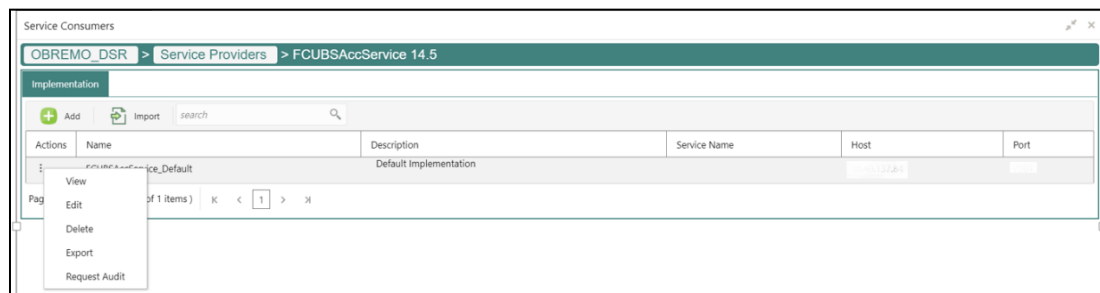 Service Consumers
OBREMO_DSR > Service Providers > FCUBSAccService 14.5
Implementation
Add Import search
Actions Name Description Service Name Host Port
FCUBSAccService_Default Default Implementation
View
Pag of 1 items ) K < 1 > X
Edit
Delete
Export
Request Audit